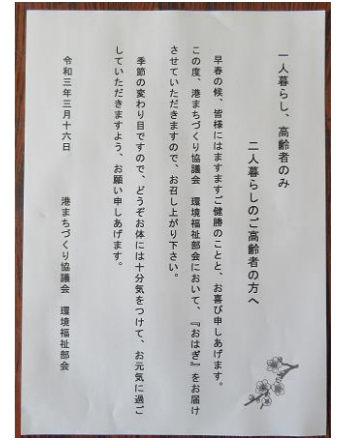 一人暮らし、高齢者のみ
二人暮らしのご高齢者の方へ
早春の候、皆様にはますますご健勝のことと、お喜び申しあげます。
この度、港まちづくり協議会　環境福祉部会において、『おはぎ』をお届け
させていただきますので、お召し上がり下さい。
季節の変わり目ですので、どうぞお体には十分気をつけて、お元気に過ご
していただきますよう、お願い申しあげます。
令和三年三月十六日
港まちづくり協議会　環境福祉部会